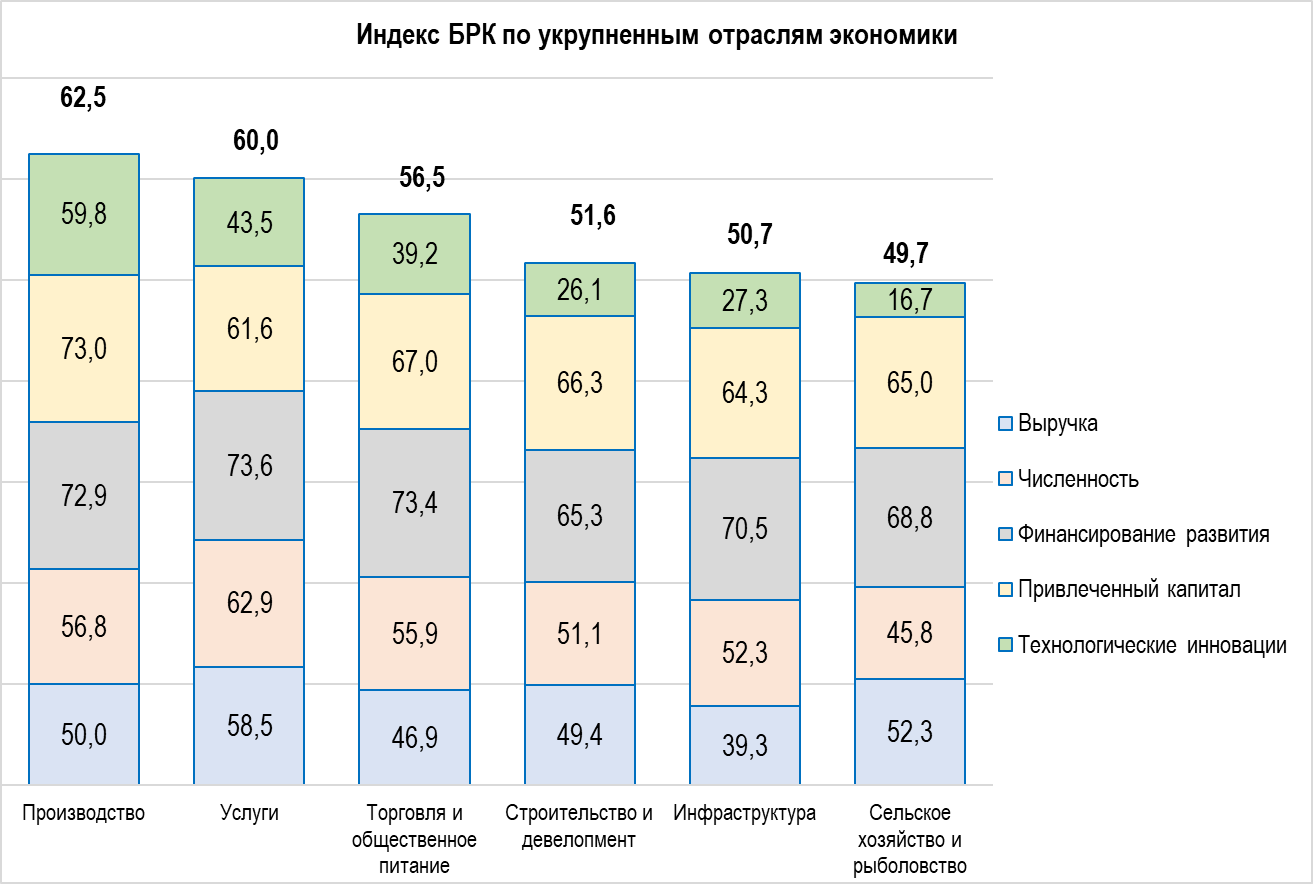 Индекс БРК по укрупненным отраслям экономики
62,5
60,0
56,5
51,6
50,7
49,7
59,8
43,5
39,2
26,1
27,3
16,7
73,0
61,6
67,0
66,3
64,3
65,0
72,9
73,6
73,4
65,3
70,5
68,8
56,8
62,9
55,9
51,1
52,3
45,8
50,0
58,5
46,9
49,4
39,3
52,3
Производство
Услуги
Торговля и
общественное
питание
Строительство и
девелопмент
Инфраструктура
Сельское
хозяйство и
рыболовство
Выручка
Численность
Финансирование развития
Привлеченный капитал
Технологические инновации